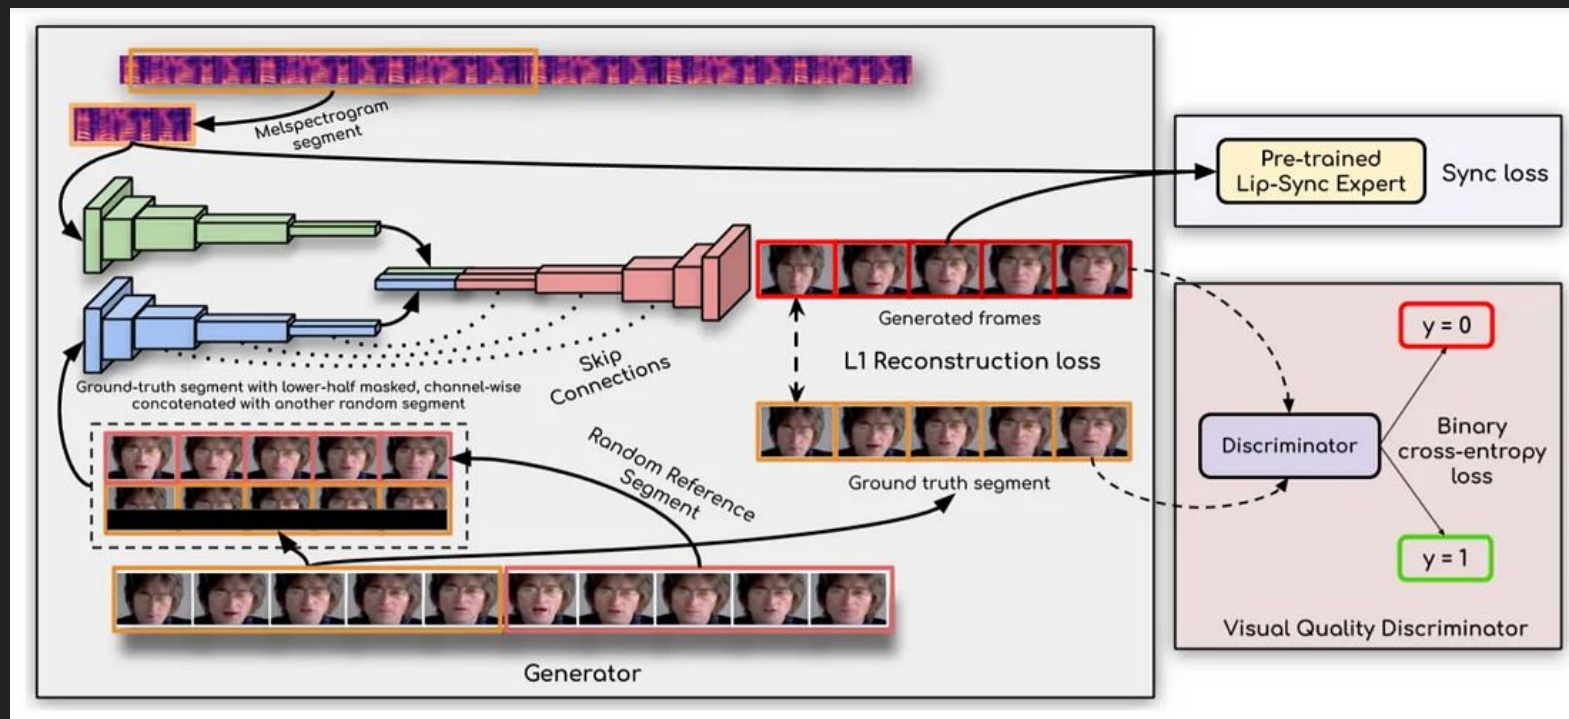 Melspectrogram
segment
Pre-trained
Lip-Sync Expert
Sync loss
Generated frames
L1 Reconstruction loss
Skip
Connections
Ground-truth segment with lower-half masked, channel-wise
concatenated with another random segment
Random Reference
Segment
Ground truth segment
Generator
y = 0
Discriminator
Binary
cross-entropy
loss
y = 1
Visual Quality Discriminator